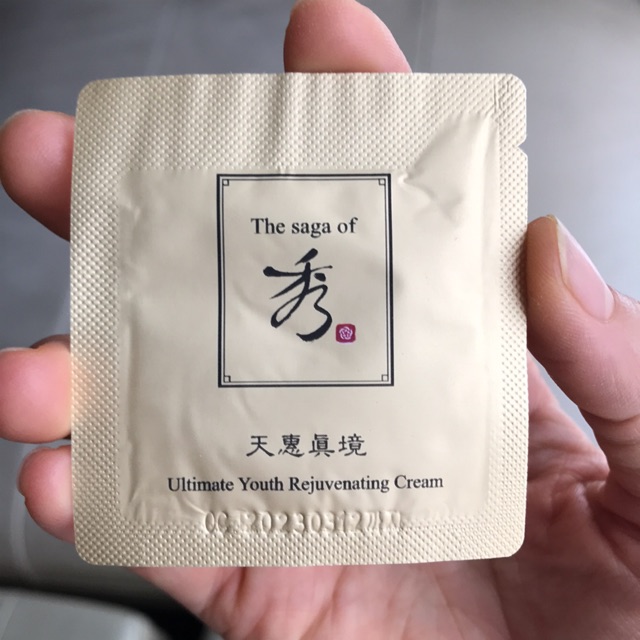 The saga of
秀
天惠眞境
Ultimate Youth Rejuvenating Cream